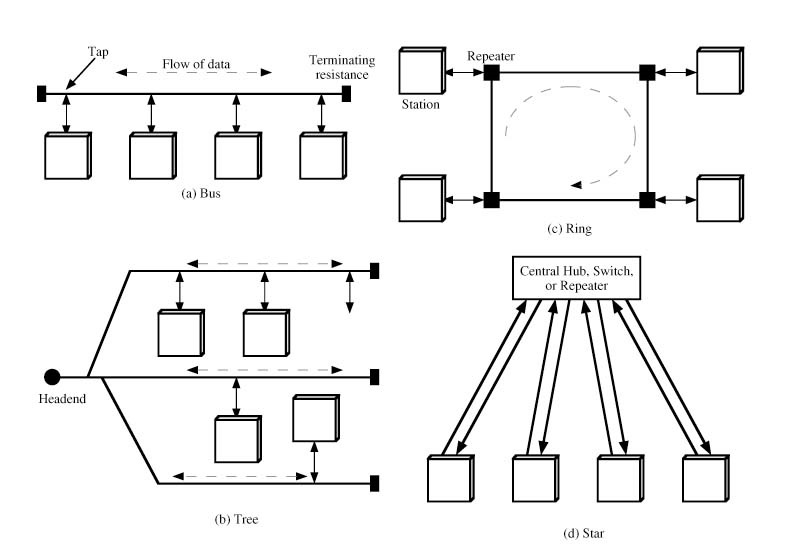 Tap
Flow of data
Terminating
resistance
(a) Bus
Repeater
Station
(c) Ring
Headend
(b) Tree
Central Hub, Switch,
or Repeater
(d) Star